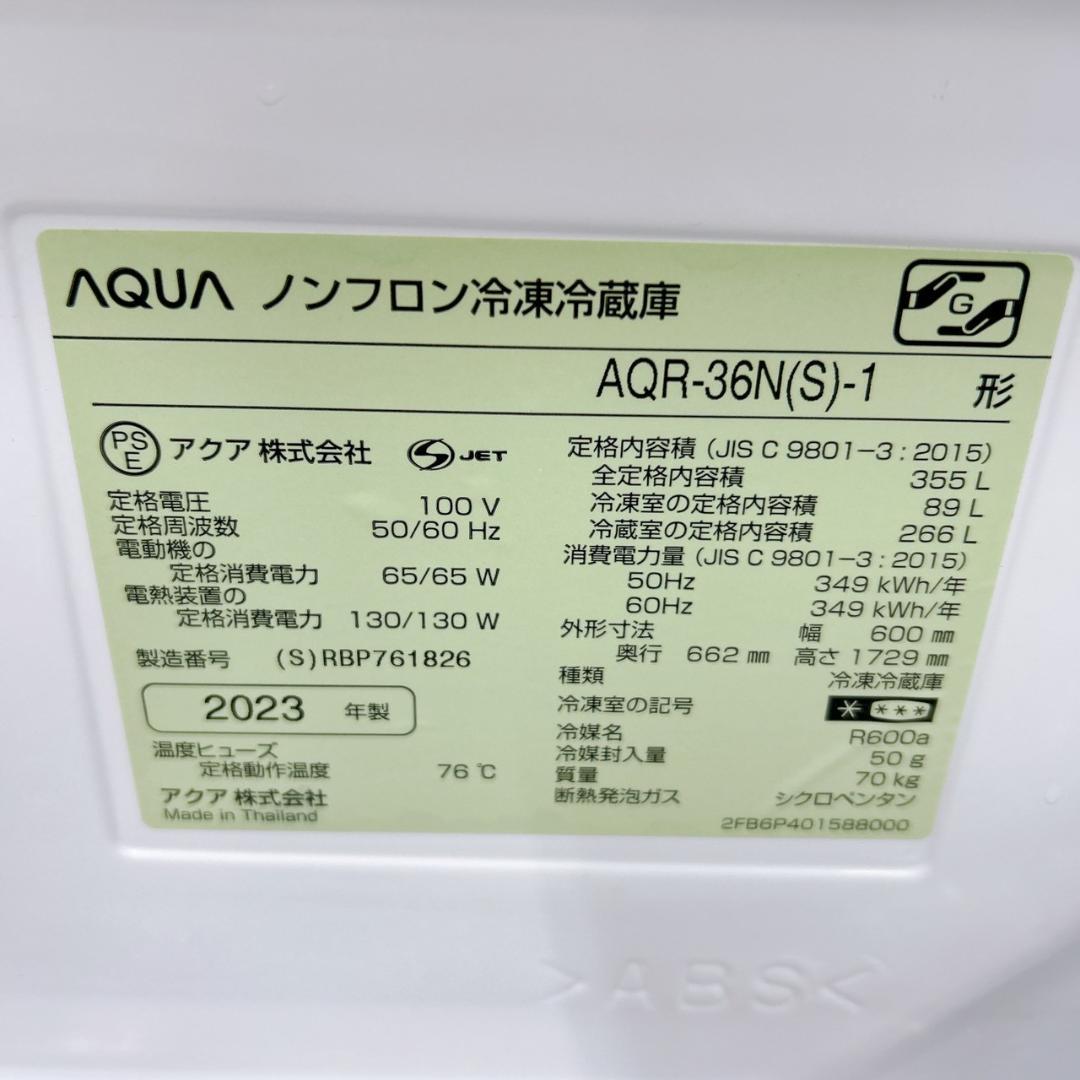 AQUA ノンフロン冷凍冷蔵庫
G
AQR-36N(S)-1 形
PS
E
アクア 株式会社
S JET
定格電圧 100 V
定格周波数 50/60 Hz
電動機の
定格消費電力 65/65 W
電熱装置の
定格消費電力 130/130 W
製造番号 (S)RBP761826
2023 年製
温度ヒューズ
定格動作温度 76 ℃
アクア 株式会社
Made in Thailand
定格内容積 (JIS C 9801-3 : 2015)
全定格内容積 355 L
冷凍室の定格内容積 89 L
冷蔵室の定格内容積 266 L
消費電力量 (JIS C 9801-3 : 2015)
50Hz 349 kWh/年
60Hz 349 kWh/年
外形寸法 幅 600 ㎜
奥行 662 ㎜ 高さ 1729 ㎜
種類 冷凍冷蔵庫
冷凍室の記号 * ***
冷媒名 R600a
冷媒封入量 50 g
質量 70 kg
断熱発泡ガス シクロペンタン
2FB6P401588000
>ABS<